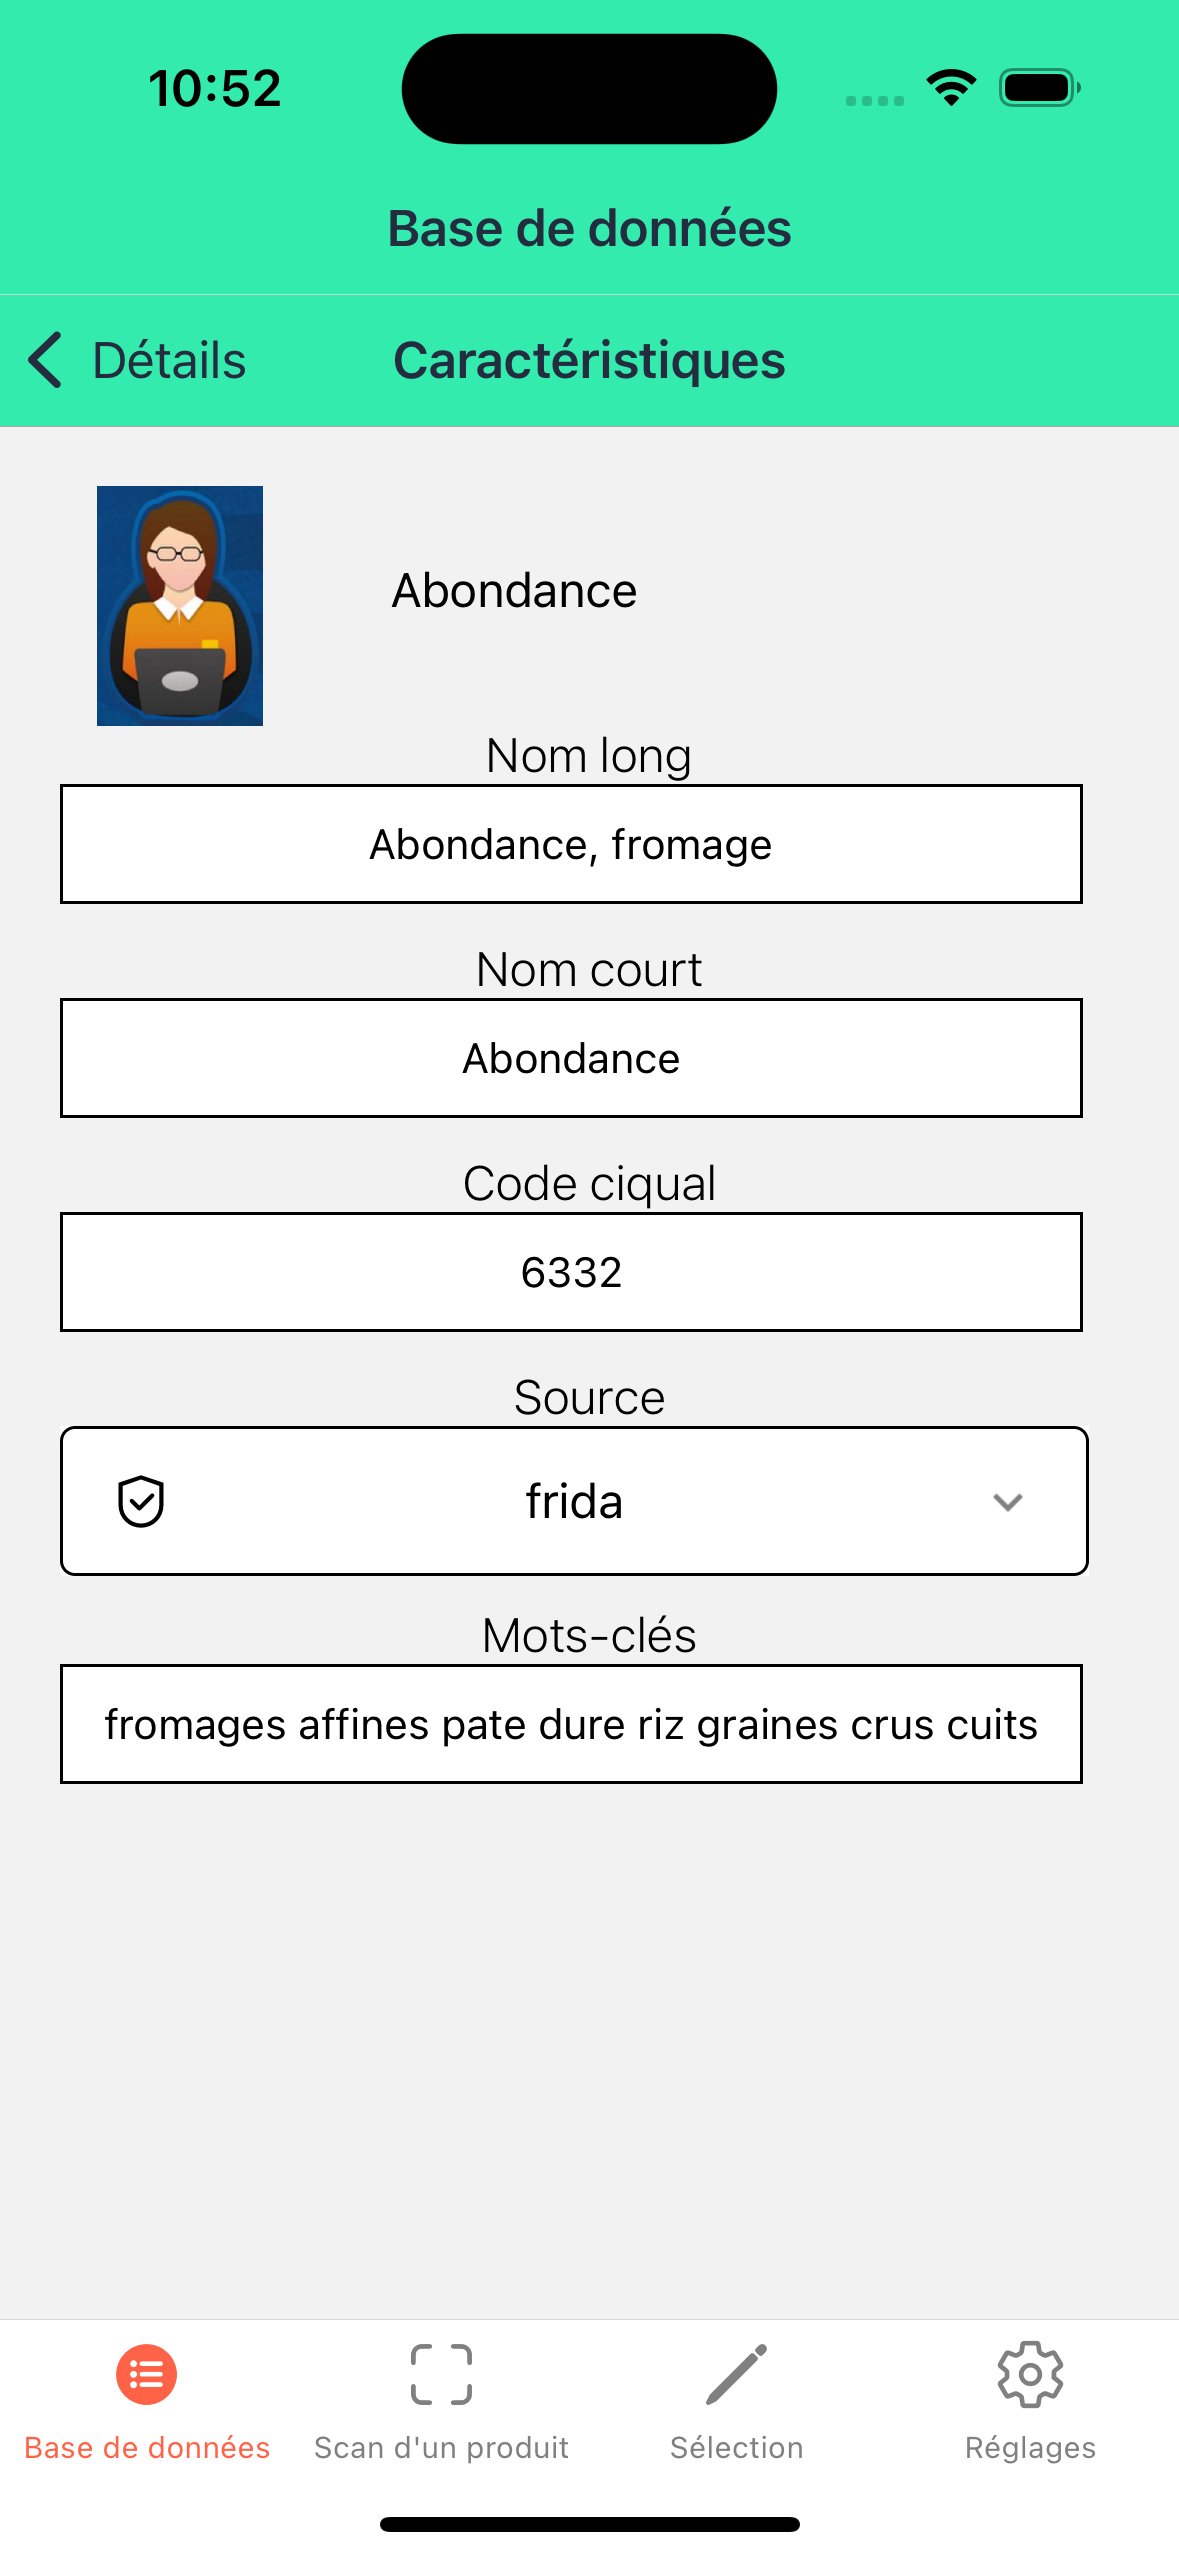 10:52
Base de données
Détails
Caractéristiques
Abondance
Nom long
Abondance, fromage
Nom court
Abondance
Code ciqual
6332
Source
frida
Mots-clés
fromages affines pate dure riz graines crus cuits
Base de données
Scan d'un produit
Sélection
Réglages